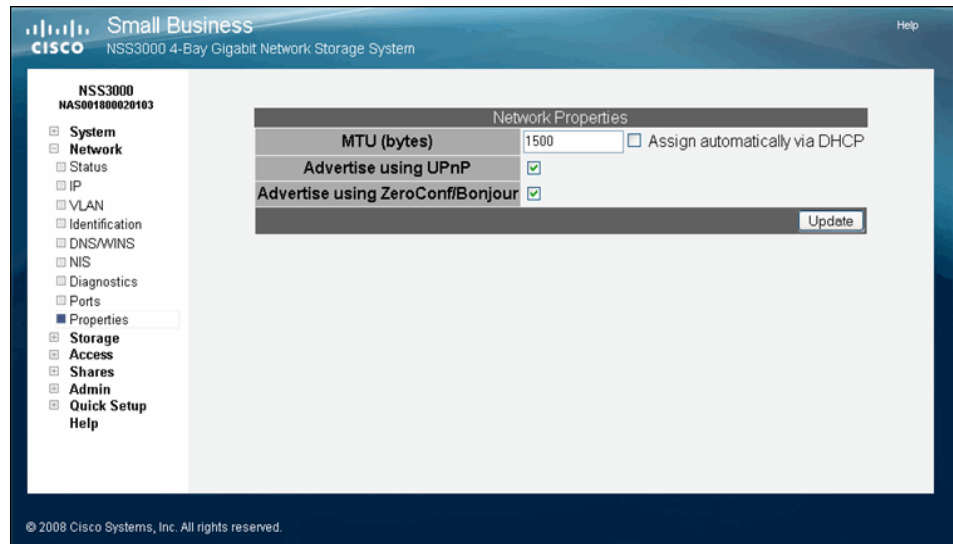 Small Business
CISCO NSS3000 4-Bay Gigabit Network Storage System
Help
NSS3000
NAS001800020103
System
Network
Status
IP
VLAN
Identification
DNS/WINS
NIS
Diagnostics
Ports
Properties
Storage
Access
Shares
Admin
Quick Setup
Help
Network Properties
MTU (bytes) 1500 Assign automatically via DHCP
Advertise using UPnP
Advertise using ZeroConf/Bonjour
Update
© 2008 Cisco Systems, Inc. All rights reserved.